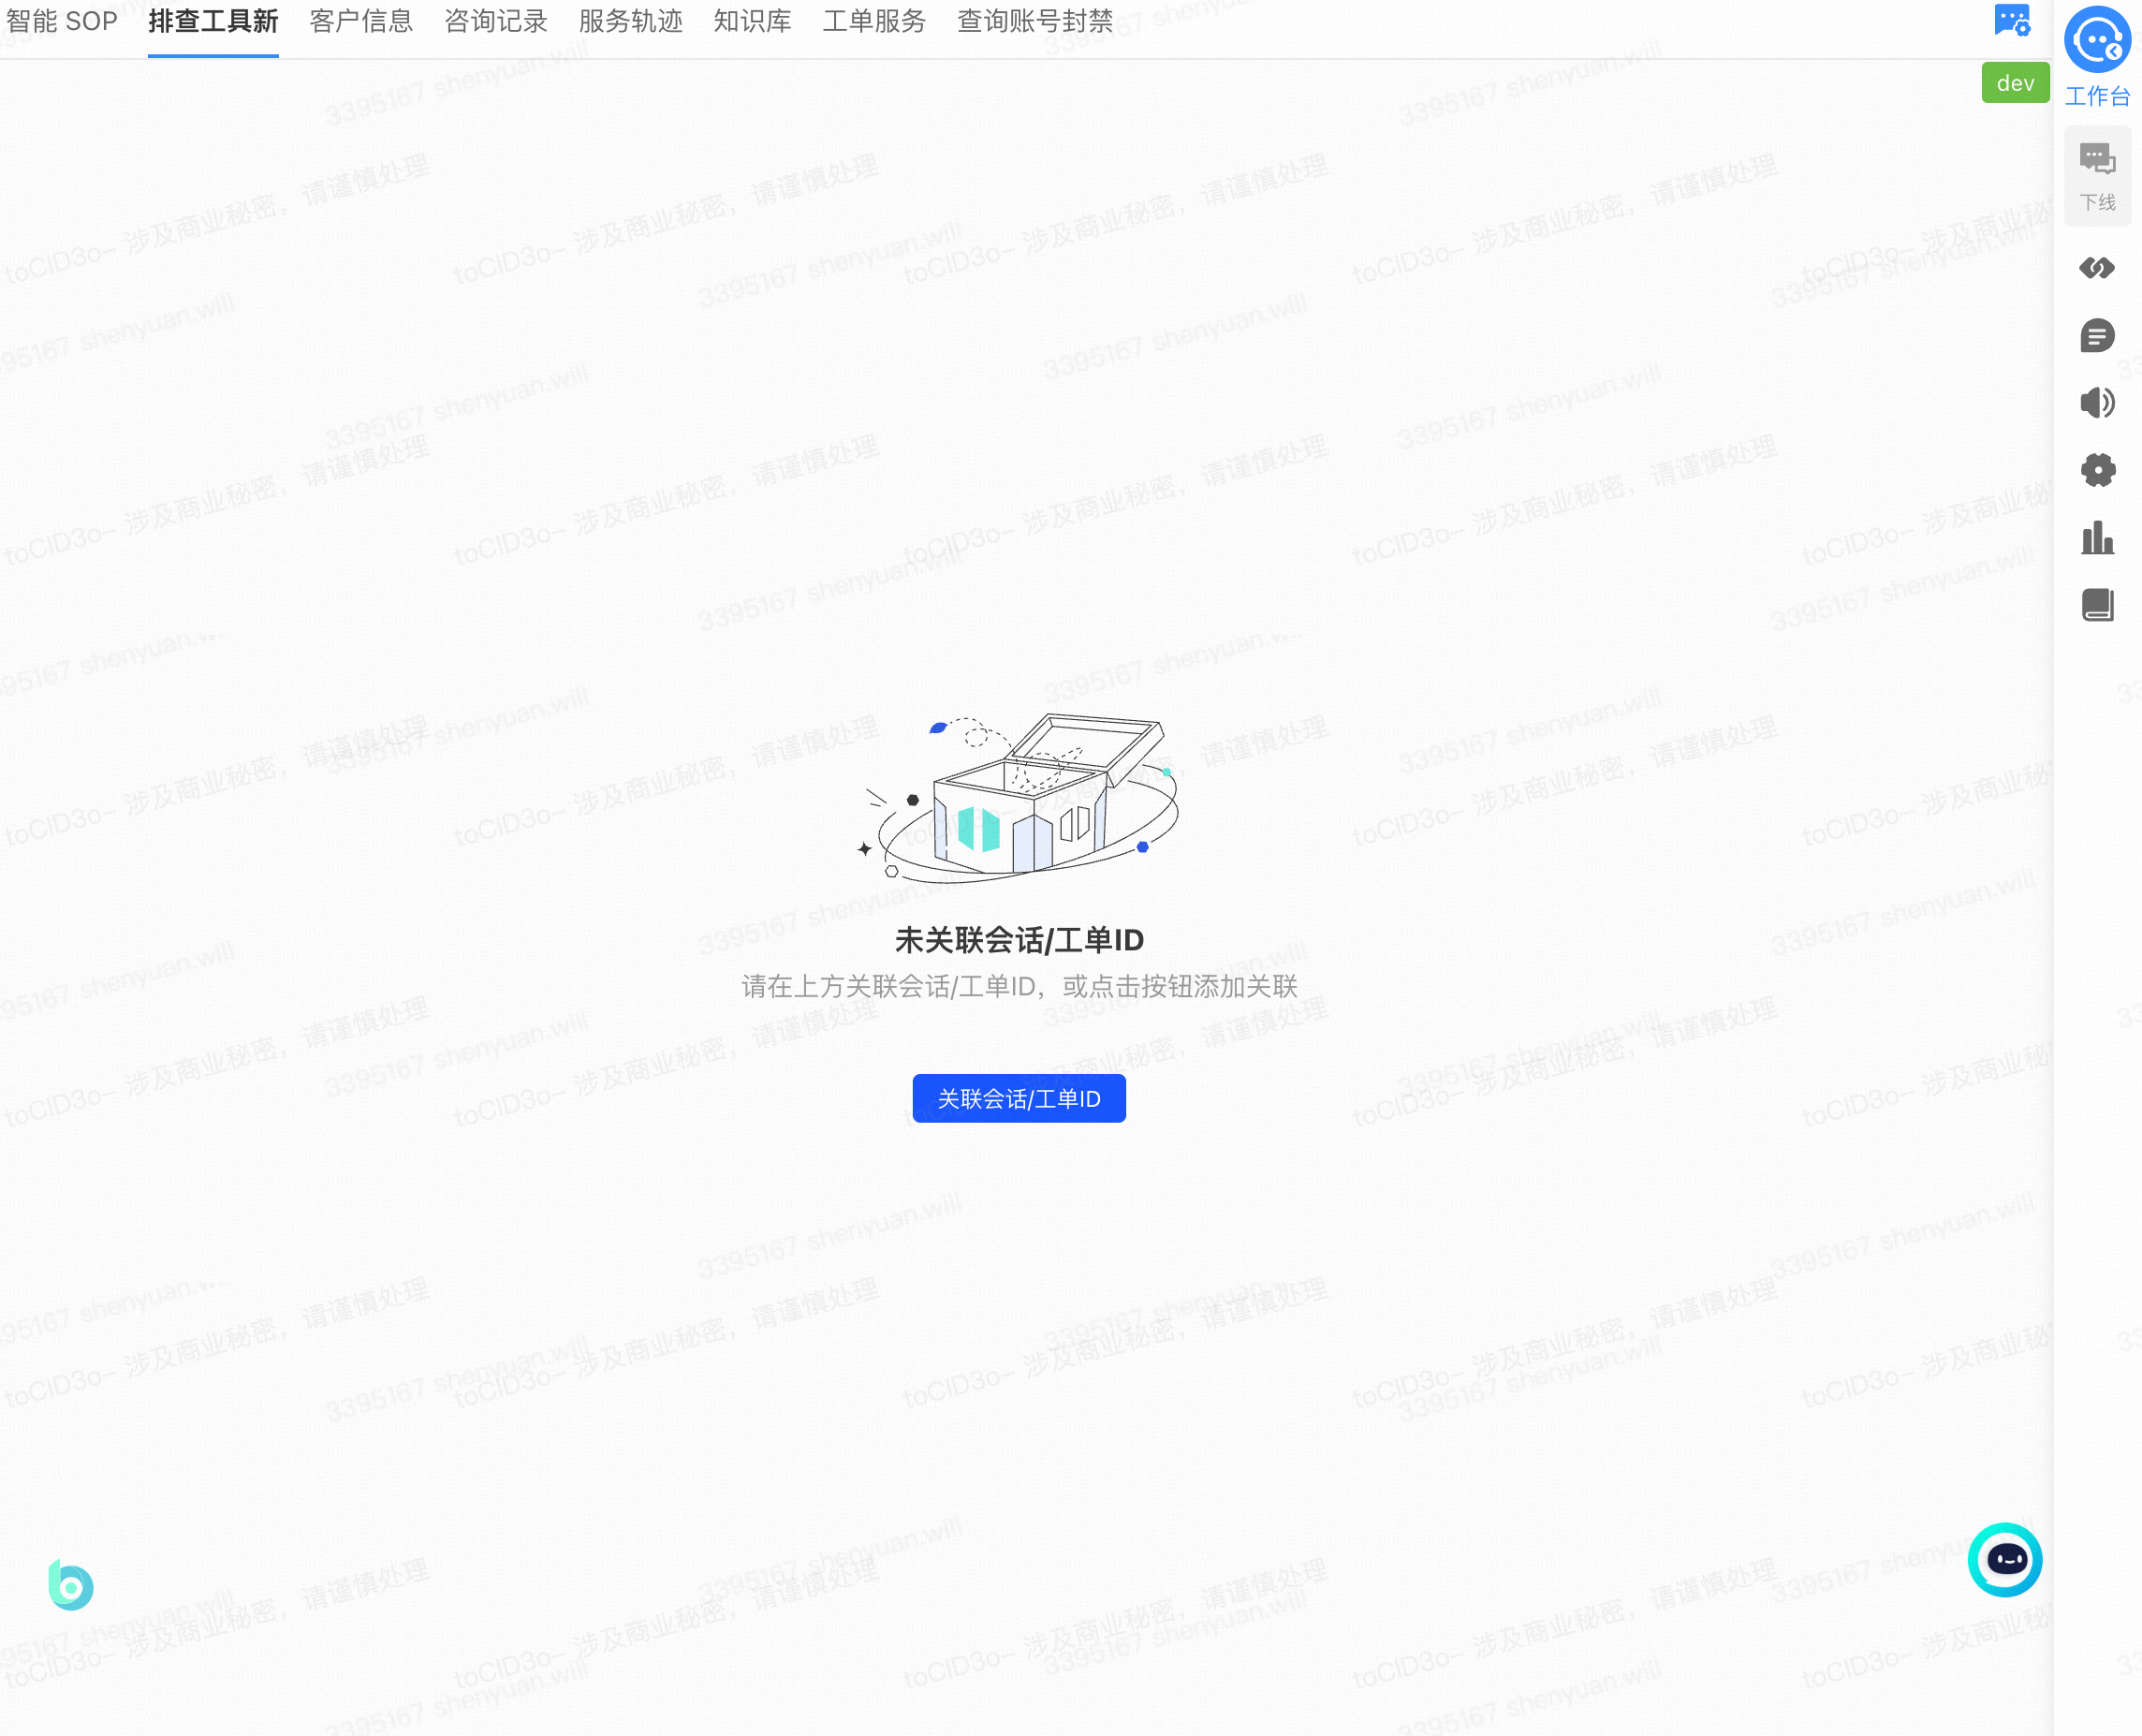 智能 SOP 排查工具新 客户信息 咨询记录 服务轨迹 知识库 工单服务 查询账号封禁
dev
工作台
下线
未关联会话/工单ID
请在上方关联会话/工单ID，或点击按钮添加关联
关联会话/工单ID
3395167 shenyuan.will
toCID3o– 涉及商业秘密，请谨慎处理